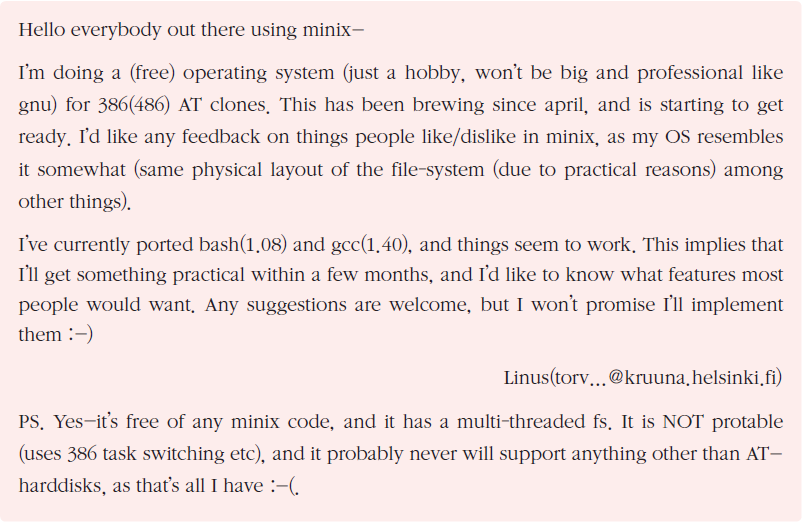 Hello everybody out there using minix—
I'm doing a (free) operating system (just a hobby, won't be big and professional like
gnu) for 386(486) AT clones. This has been brewing since april, and is starting to get
ready. I'd like any feedback on things people like/dislike in minix, as my OS resembles
it somewhat (same physical layout of the file-system (due to practical reasons) among
other things).
I've currently ported bash(1.08) and gcc(1.40), and things seem to work. This implies that
I'll get something practical within a few months, and I'd like to know what features most
people would want. Any suggestions are welcome, but I won't promise I'll implement
them :—)
Linus(torv...@kruuna.helsinki.fi)
PS. Yes—it's free of any minix code, and it has a multi-threaded fs. It is NOT protable
(uses 386 task switching etc), and it probably never will support anything other than AT—
harddisks, as that's all I have :—(.